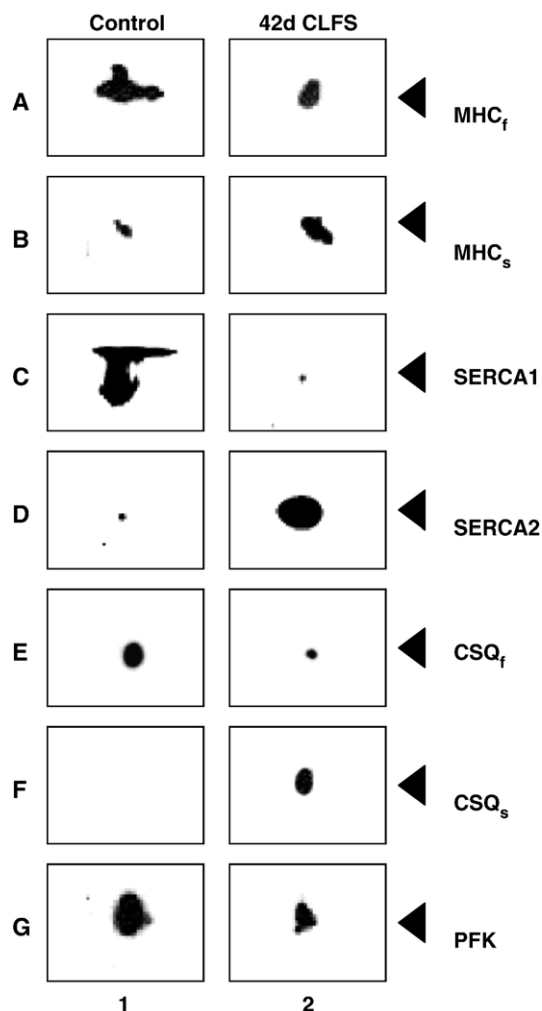 Control 42d CLFS
A MHCf
B MHCs
C SERCA1
D SERCA2
E CSQf
F CSQs
G PFK
1 2